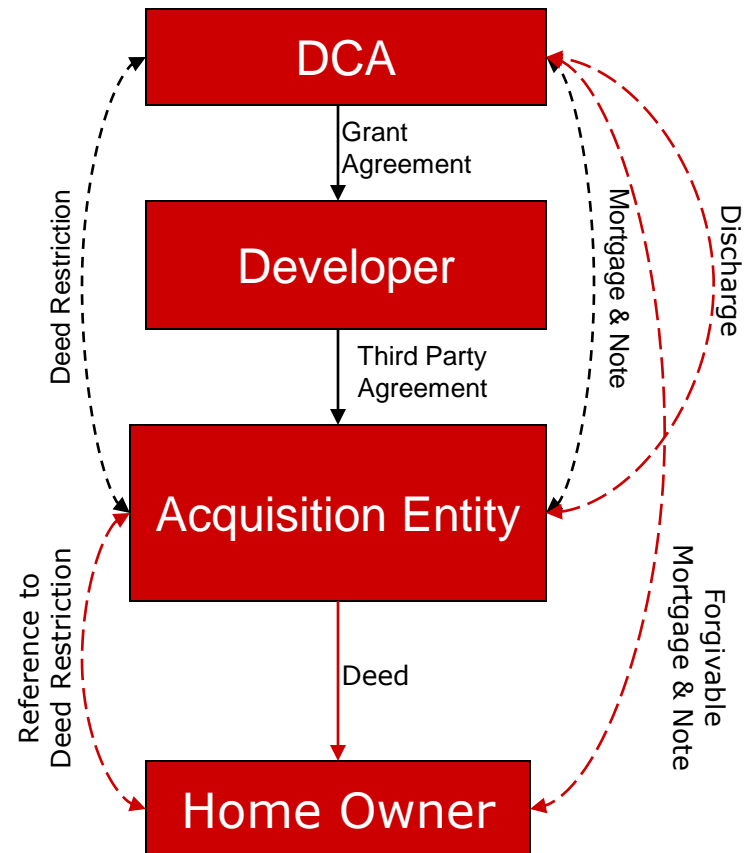 DCA
Grant
Agreement
Deed Restriction
Mortgage & Note
Discharge
Developer
Third Party
Agreement
Acquisition Entity
Reference to
Deed Restriction
Deed
Forgivable
Mortgage & Note
Home Owner